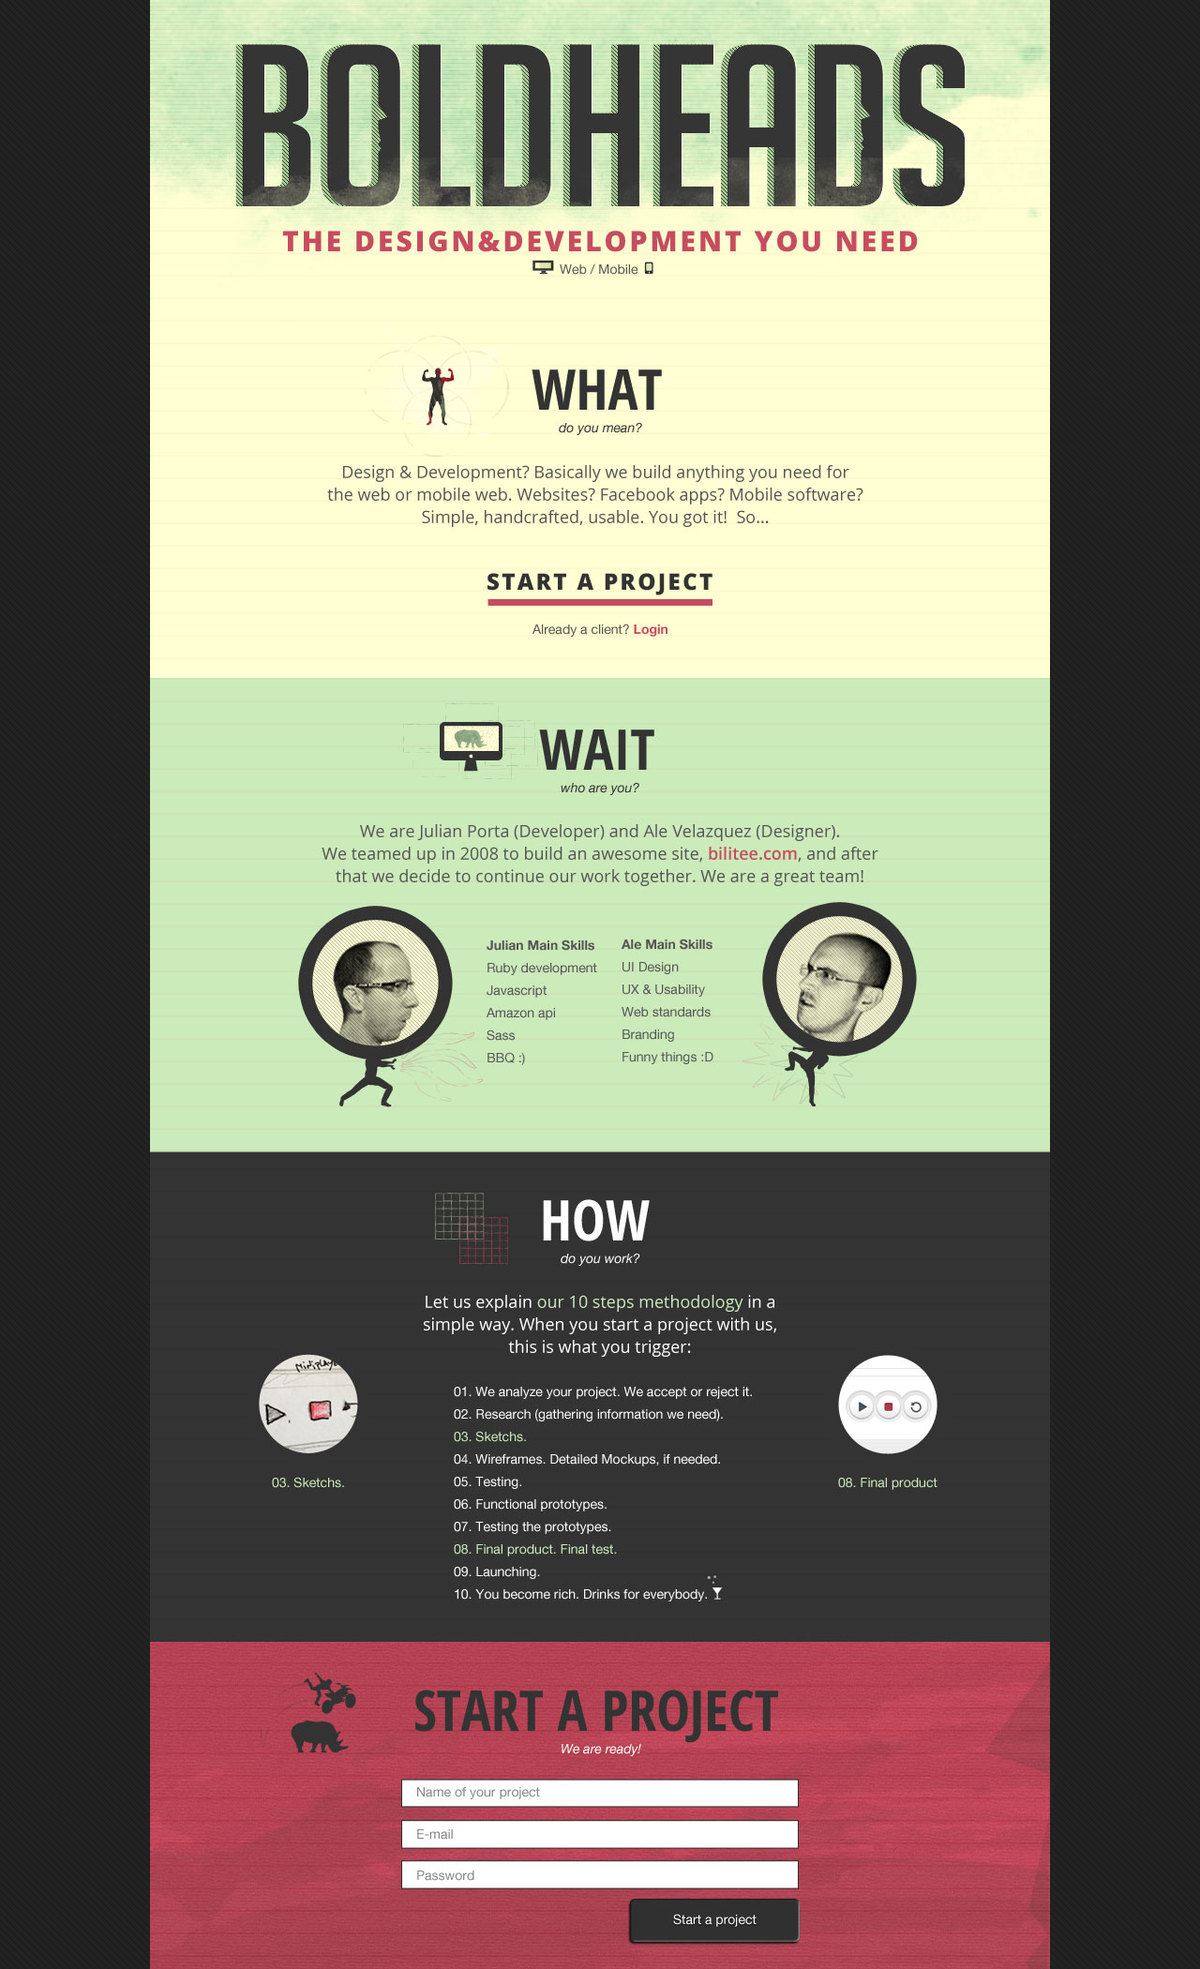 BOLDHEADS
THE DESIGN&DEVELOPMENT YOU NEED
Web / Mobile
WHAT
do you mean?
Design & Development? Basically we build anything you need for
the web or mobile web. Websites? Facebook apps? Mobile software?
Simple, handcrafted, usable. You got it!  So...
START A PROJECT
Already a client? Login
WAIT
who are you?
We are Julian Porta (Developer) and Ale Velazquez (Designer).
We teamed up in 2008 to build an awesome site, bilitee.com, and after
that we decide to continue our work together. We are a great team!
Julian Main Skills
Ruby development
Javascript
Amazon api
Sass
BBQ :)
Ale Main Skills
UI Design
UX & Usability
Web standards
Branding
Funny things :D
HOW
do you work?
Let us explain our 10 steps methodology in a
simple way. When you start a project with us,
this is what you trigger:
03. Sketchs.
01. We analyze your project. We accept or reject it.
02. Research (gathering information we need).
03. Sketchs.
04. Wireframes. Detailed Mockups, if needed.
05. Testing.
06. Functional prototypes.
07. Testing the prototypes.
08. Final product. Final test.
09. Launching.
10. You become rich. Drinks for everybody.
08. Final product
START A PROJECT
We are ready!
Name of your project
E-mail
Password
Start a project